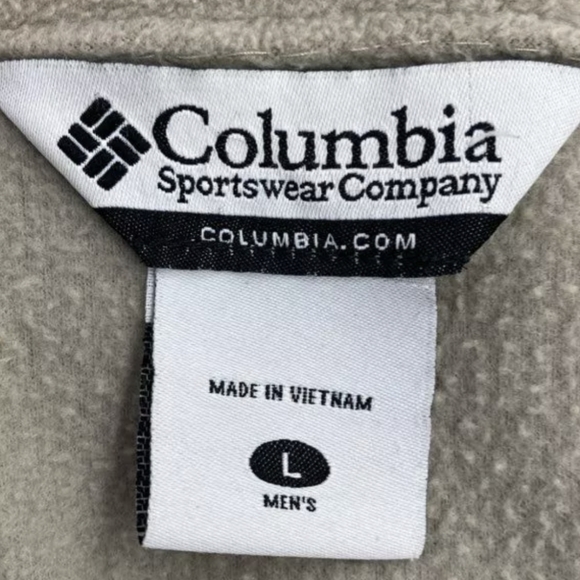 Columbia
Sportswear Company
COLUMBIA.COM
MADE IN VIETNAM
L
MEN'S